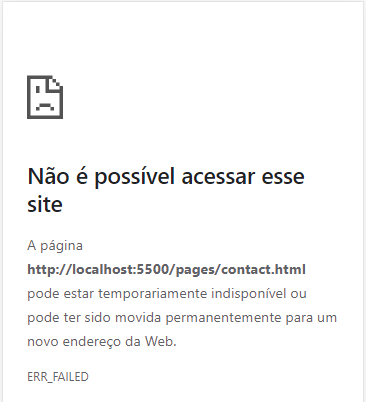 Não é possível acessar esse
site
A página
http://localhost:5500/pages/contact.html
pode estar temporariamente indisponível ou
pode ter sido movida permanentemente para um
novo endereço da Web.
ERR_FAILED